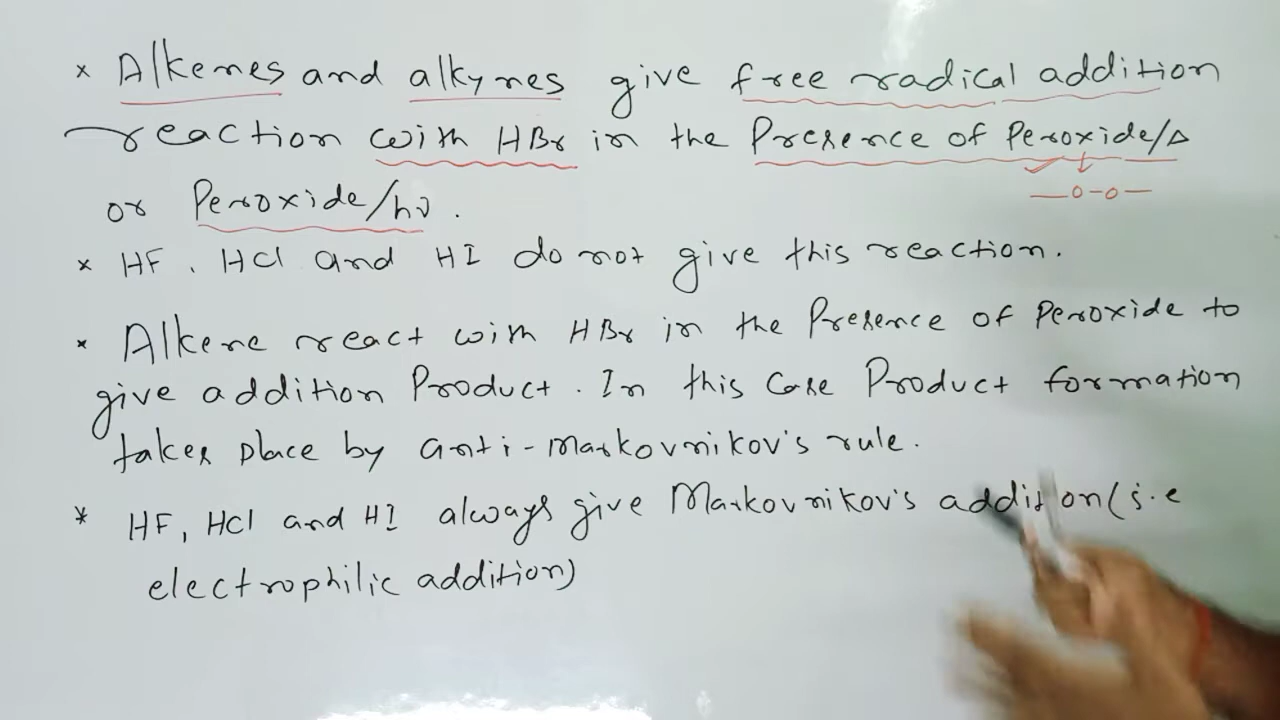 × Alkenes and alkynes give free radical addition
reaction with HBr in the Presence of Peroxide/Δ
—o-o—
or Peroxide/hν.
× HF, HCl and HI do not give this reaction.
× Alkene react with HBr in the Presence of Peroxide to
give addition Product. In this Case Product formation
takes place by anti-Markovnikov's rule.
* HF, HCl and HI always give Markovnikov's addition(i.e
electrophilic addition)